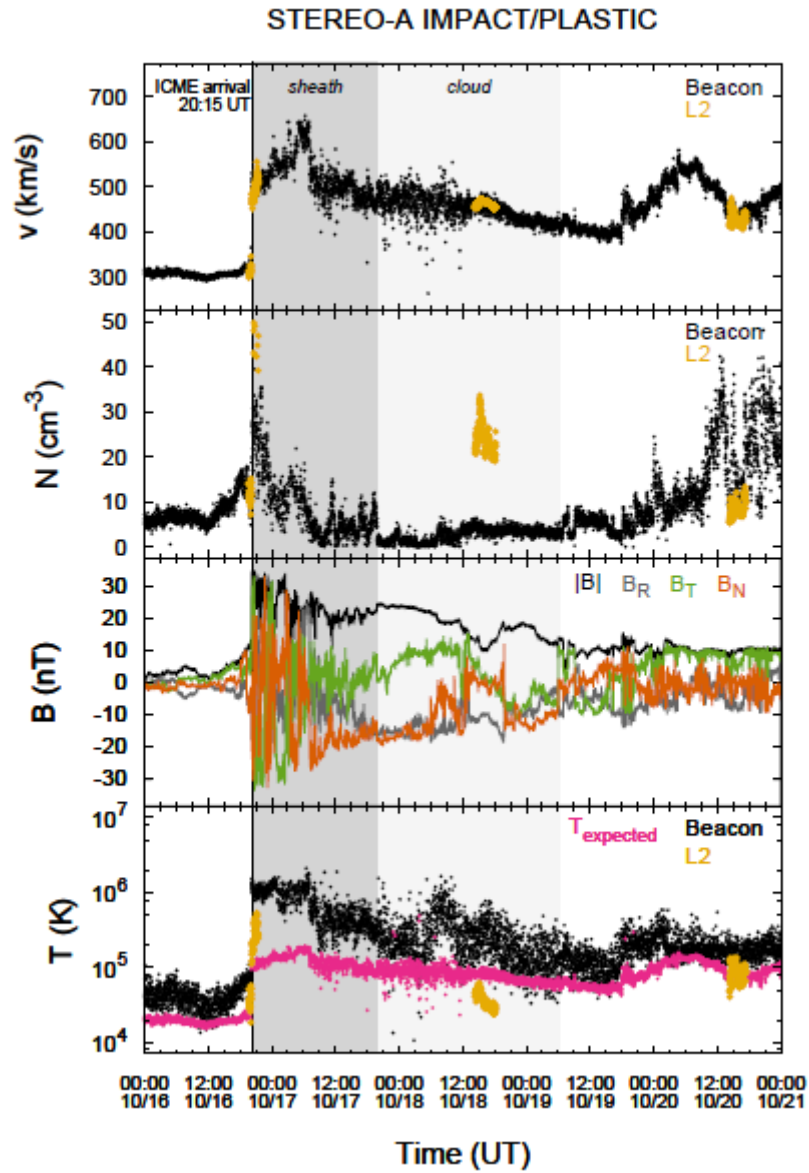 STEREO-A IMPACT/PLASTIC
ICME arrival
20:15 UT
sheath
cloud
Beacon
L2
v (km/s)
700
600
500
400
300
Beacon
L2
N (cm⁻³)
50
40
30
20
10
0
|B| B_R B_T B_N
B (nT)
30
20
10
0
-10
-20
-30
T_expected
Beacon
L2
T (K)
10⁷
10⁶
10⁵
10⁴
00:00 12:00 00:00 12:00 00:00 12:00 00:00 12:00 00:00 12:00 00:00
10/16 10/16 10/17 10/17 10/18 10/18 10/19 10/19 10/20 10/20 10/21
Time (UT)